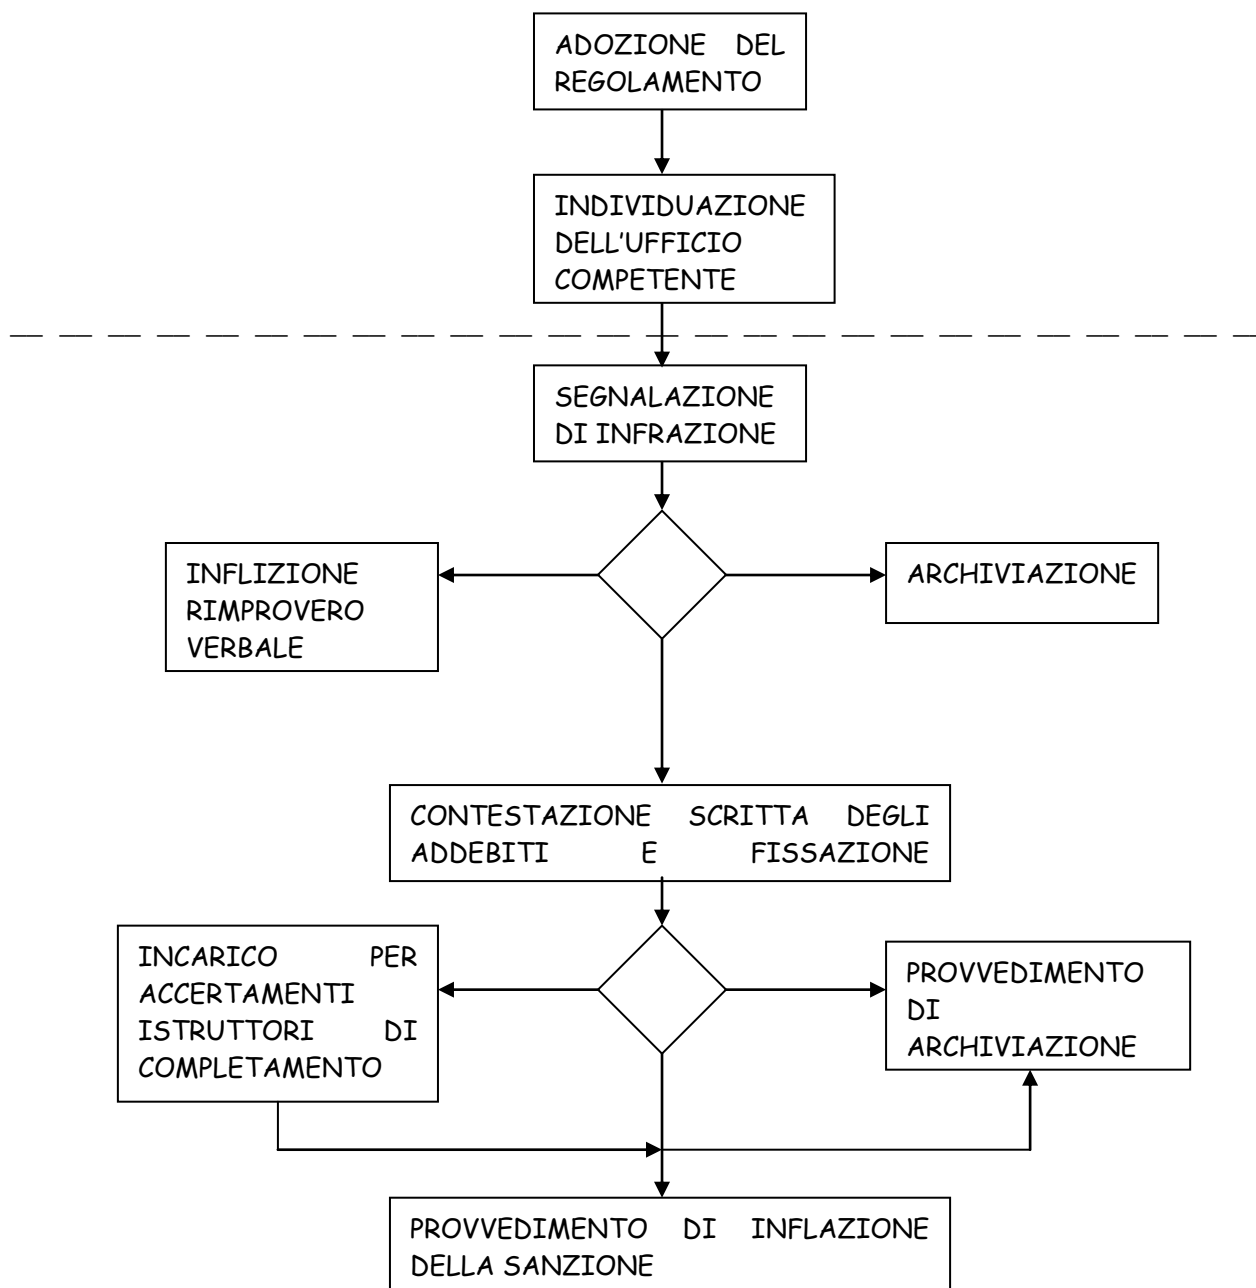 ADOZIONE DEL
REGOLAMENTO
INDIVIDUAZIONE
DELL'UFFICIO
COMPETENTE
SEGNALAZIONE
DI INFRAZIONE
INFLIZIONE
RIMPROVERO
VERBALE
ARCHIVIAZIONE
CONTESTAZIONE SCRITTA DEGLI
ADDEBITI E FISSAZIONE
INCARICO PER
ACCERTAMENTI
ISTRUTTORI DI
COMPLETAMENTO
PROVVEDIMENTO
DI
ARCHIVIAZIONE
PROVVEDIMENTO DI INFLAZIONE
DELLA SANZIONE